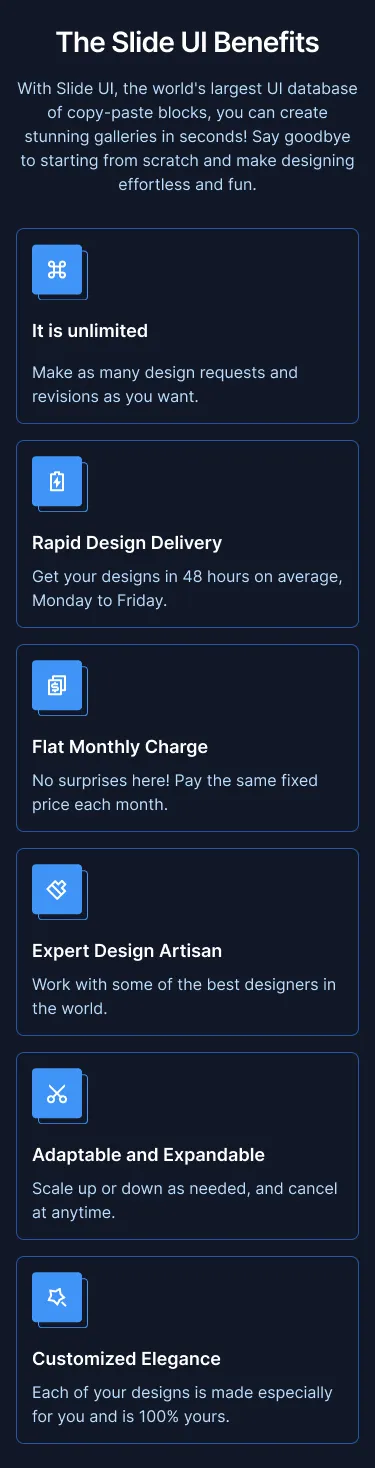 The Slide UI Benefits
With Slide UI, the world's largest UI database
of copy-paste blocks, you can create
stunning galleries in seconds! Say goodbye
to starting from scratch and make designing
effortless and fun.
It is unlimited
Make as many design requests and
revisions as you want.
Rapid Design Delivery
Get your designs in 48 hours on average,
Monday to Friday.
Flat Monthly Charge
No surprises here! Pay the same fixed
price each month.
Expert Design Artisan
Work with some of the best designers in
the world.
Adaptable and Expandable
Scale up or down as needed, and cancel
at anytime.
Customized Elegance
Each of your designs is made especially
for you and is 100% yours.